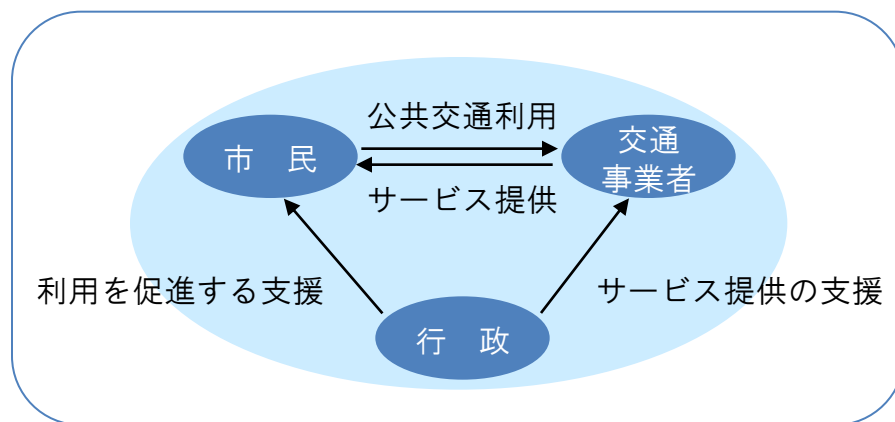 公共交通利用
市　民
交通
事業者
サービス提供
利用を促進する支援
サービス提供の支援
行　政